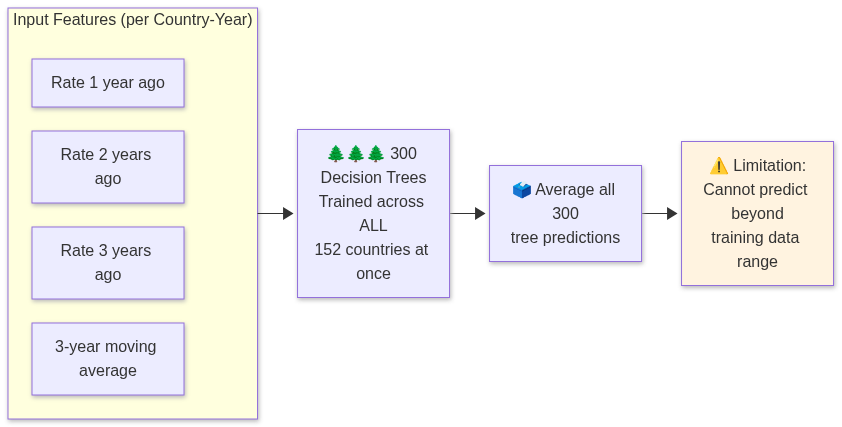 Input Features (per Country-Year)
Rate 1 year ago
Rate 2 years
ago
Rate 3 years
ago
3-year moving
average
🌲🌲🌲 300
Decision Trees
Trained across
ALL
152 countries at
once
🗳️ Average all
300
tree predictions
⚠️ Limitation:
Cannot predict
beyond
training data
range